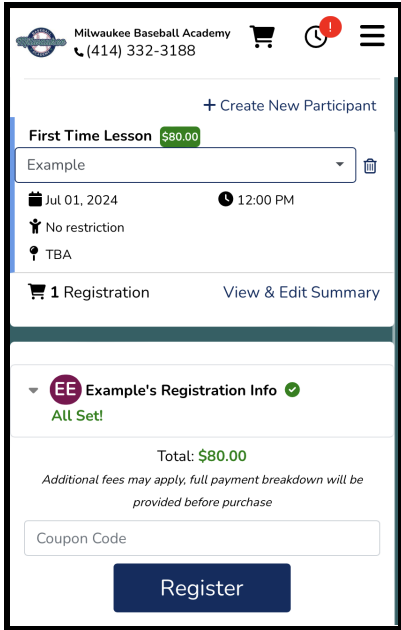 Milwaukee
Milwaukee Baseball Academy
(414) 332-3188
!
+ Create New Participant
First Time Lesson $80.00
Example
Jul 01, 2024 12:00 PM
No restriction
TBA
1 Registration View & Edit Summary
EE Example's Registration Info
All Set!
Total: $80.00
Additional fees may apply, full payment breakdown will be
provided before purchase
Coupon Code
Register